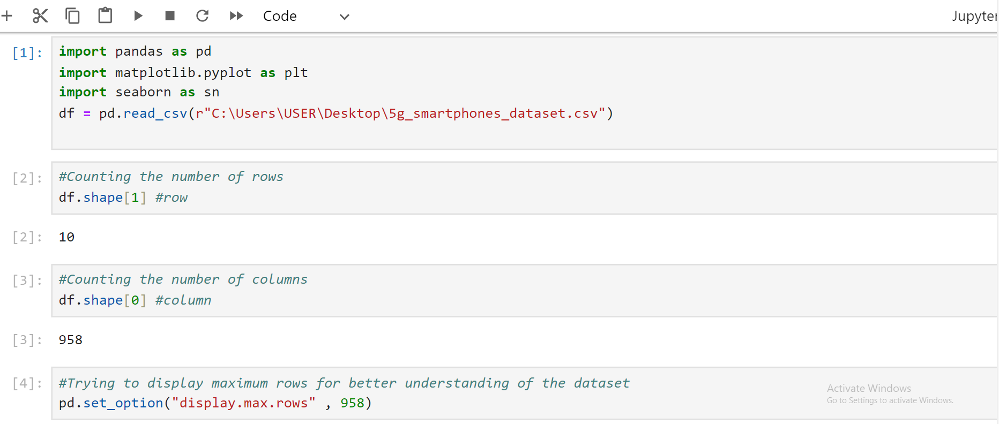 Code
Jupyter
[1]: import pandas as pd
import matplotlib.pyplot as plt
import seaborn as sn
df = pd.read_csv(r"C:\Users\USER\Desktop\5g_smartphones_dataset.csv")
[2]: #Counting the number of rows
df.shape[1] #row
[2]: 10
[3]: #Counting the number of columns
df.shape[0] #column
[3]: 958
[4]: #Trying to display maximum rows for better understanding of the dataset
pd.set_option("display.max.rows" , 958)
Activate Windows
Go to Settings to activate Windows.